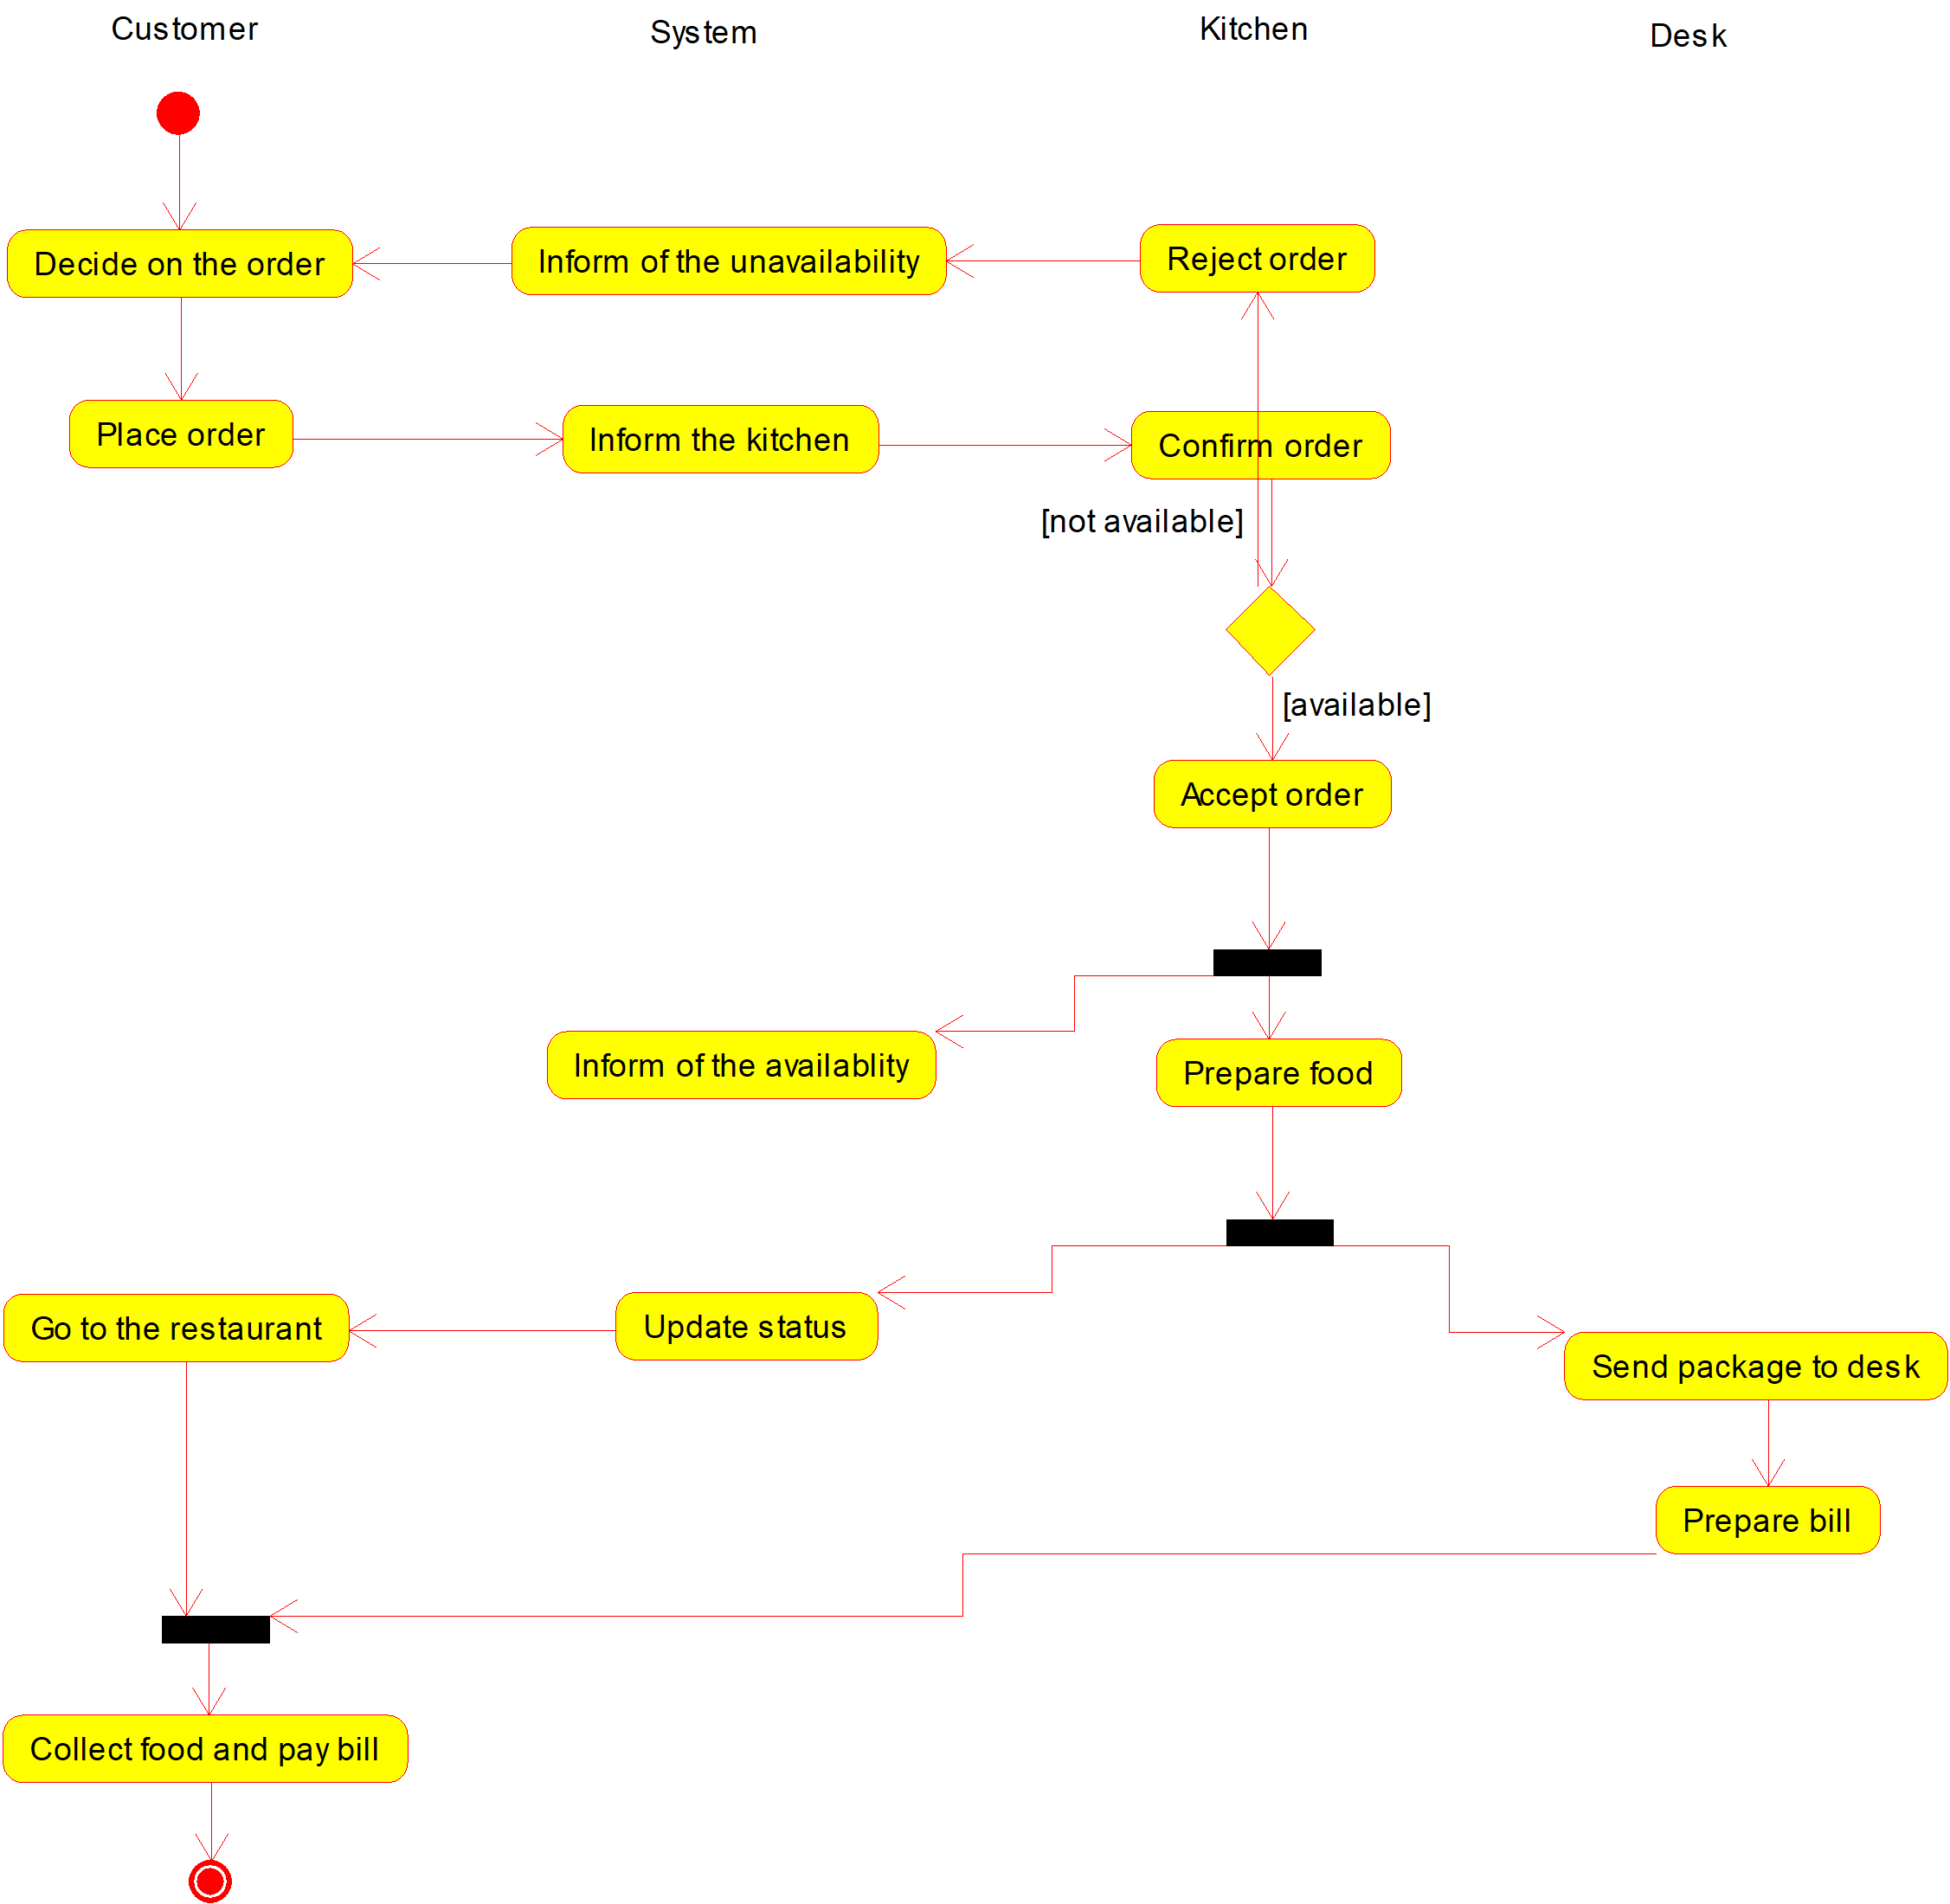 Customer
System
Kitchen
Desk
Decide on the order
Inform of the unavailability
Reject order
Place order
Inform the kitchen
Confirm order
[not available]
[available]
Accept order
Inform of the availablity
Prepare food
Go to the restaurant
Update status
Send package to desk
Prepare bill
Collect food and pay bill